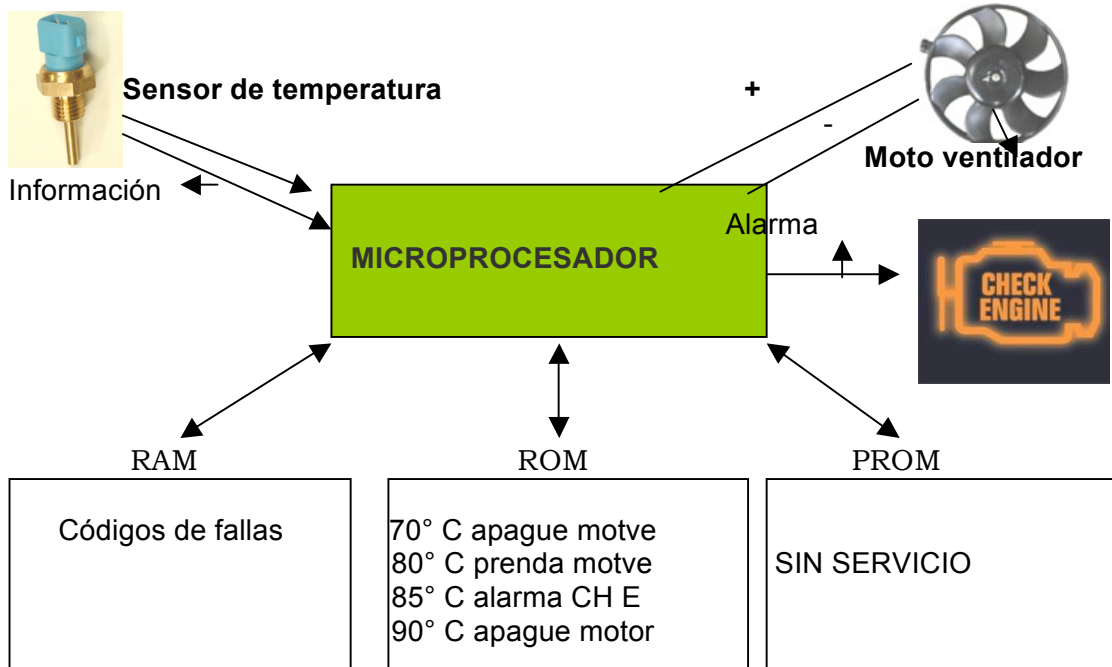 Sensor de temperatura
+
-
Moto ventilador
Información
Alarma
MICROPROCESADOR
CHECK
ENGINE
RAM
ROM
PROM
Códigos de fallas
70° C apague motve
80° C prenda motve
85° C alarma CH E
90° C apague motor
SIN SERVICIO